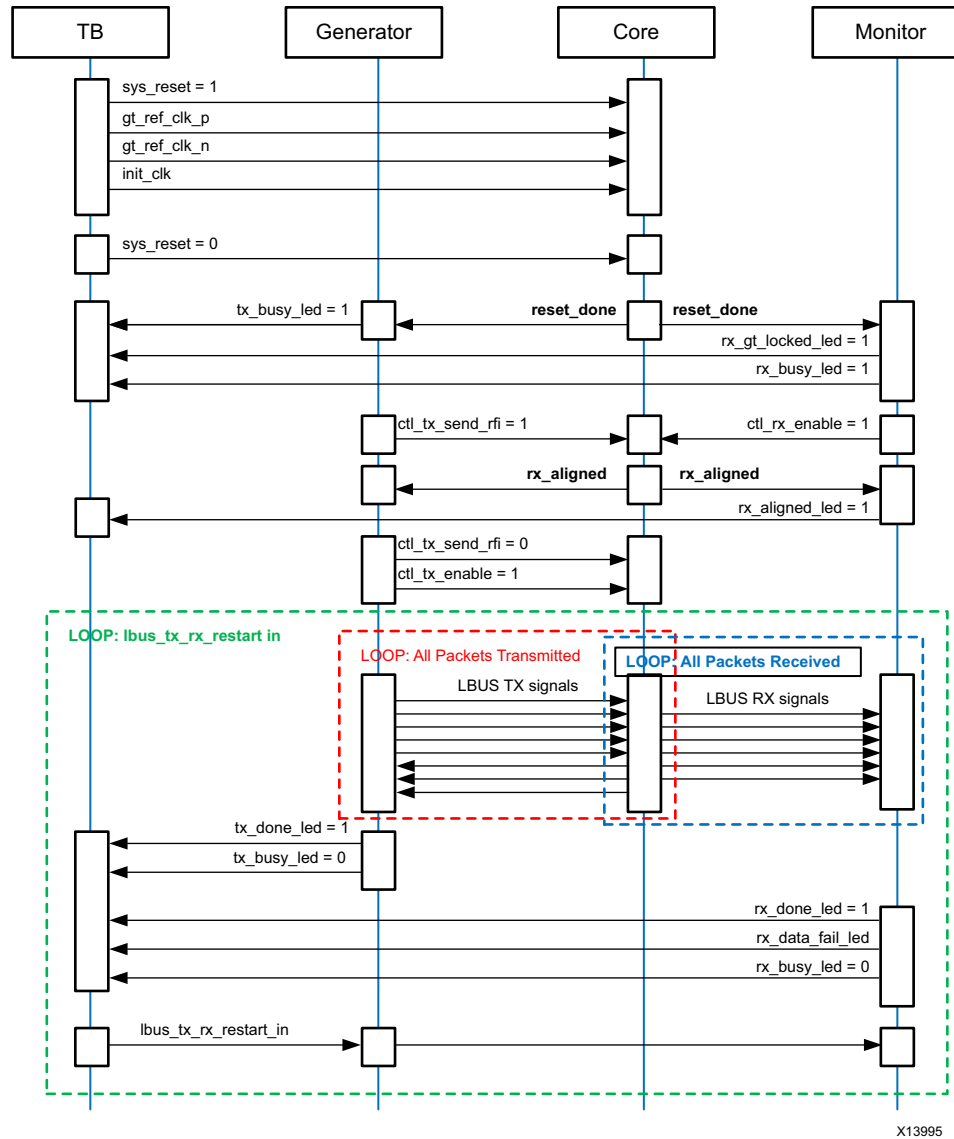 TB
Generator
Core
Monitor
sys_reset = 1
gt_ref_clk_p
gt_ref_clk_n
init_clk
sys_reset = 0
tx_busy_led = 1
reset_done
reset_done
rx_gt_locked_led = 1
rx_busy_led = 1
ctl_tx_send_rfi = 1
ctl_rx_enable = 1
rx_aligned
rx_aligned
rx_aligned_led = 1
ctl_tx_send_rfi = 0
ctl_tx_enable = 1
LOOP: lbus_tx_rx_restart in
LOOP: All Packets Transmitted
LOOP: All Packets Received
LBUS TX signals
LBUS RX signals
tx_done_led = 1
tx_busy_led = 0
rx_done_led = 1
rx_data_fail_led
rx_busy_led = 0
lbus_tx_rx_restart_in
X13995